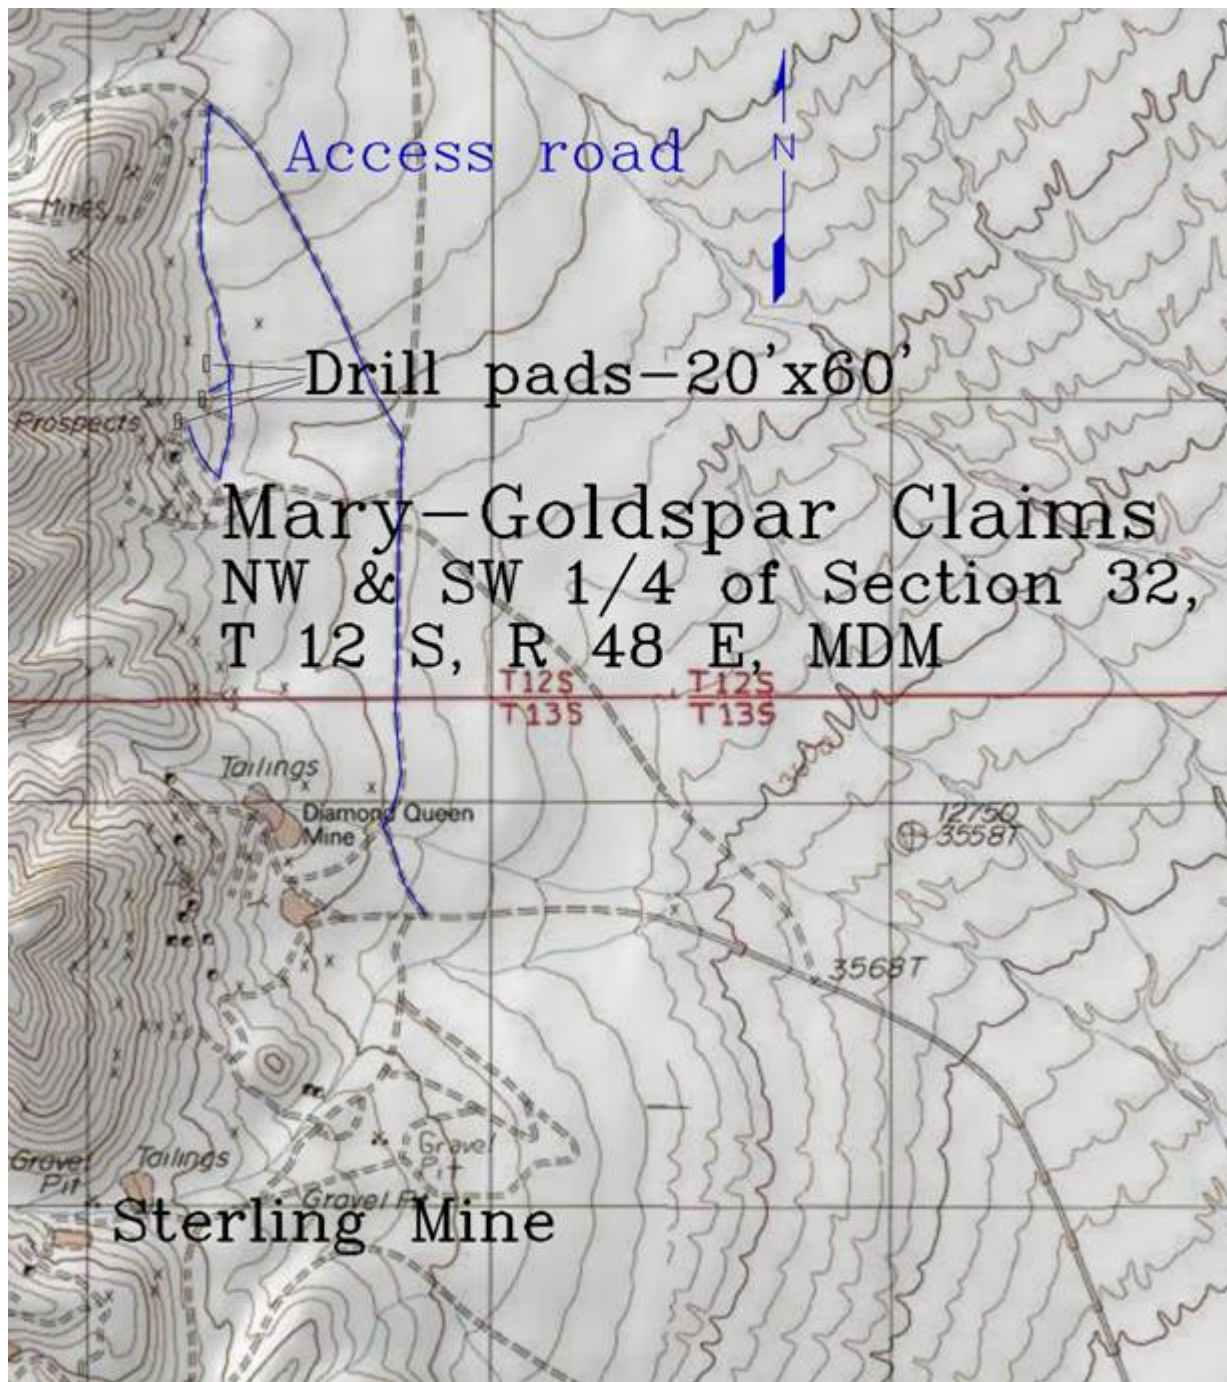 Access road
N
Mines
Drill pads-20'x60'
Prospects
Mary-Goldspar Claims
NW & SW 1/4 of Section 32,
T 12 S, R 48 E, MDM
T12S T12S
T13S T13S
3600
Tailings
Diamond Queen
Mine
12750
3558T
3568T
Gravel
Pit
Gravel
Pit
Tailings
Gravel Pit
Sterling Mine